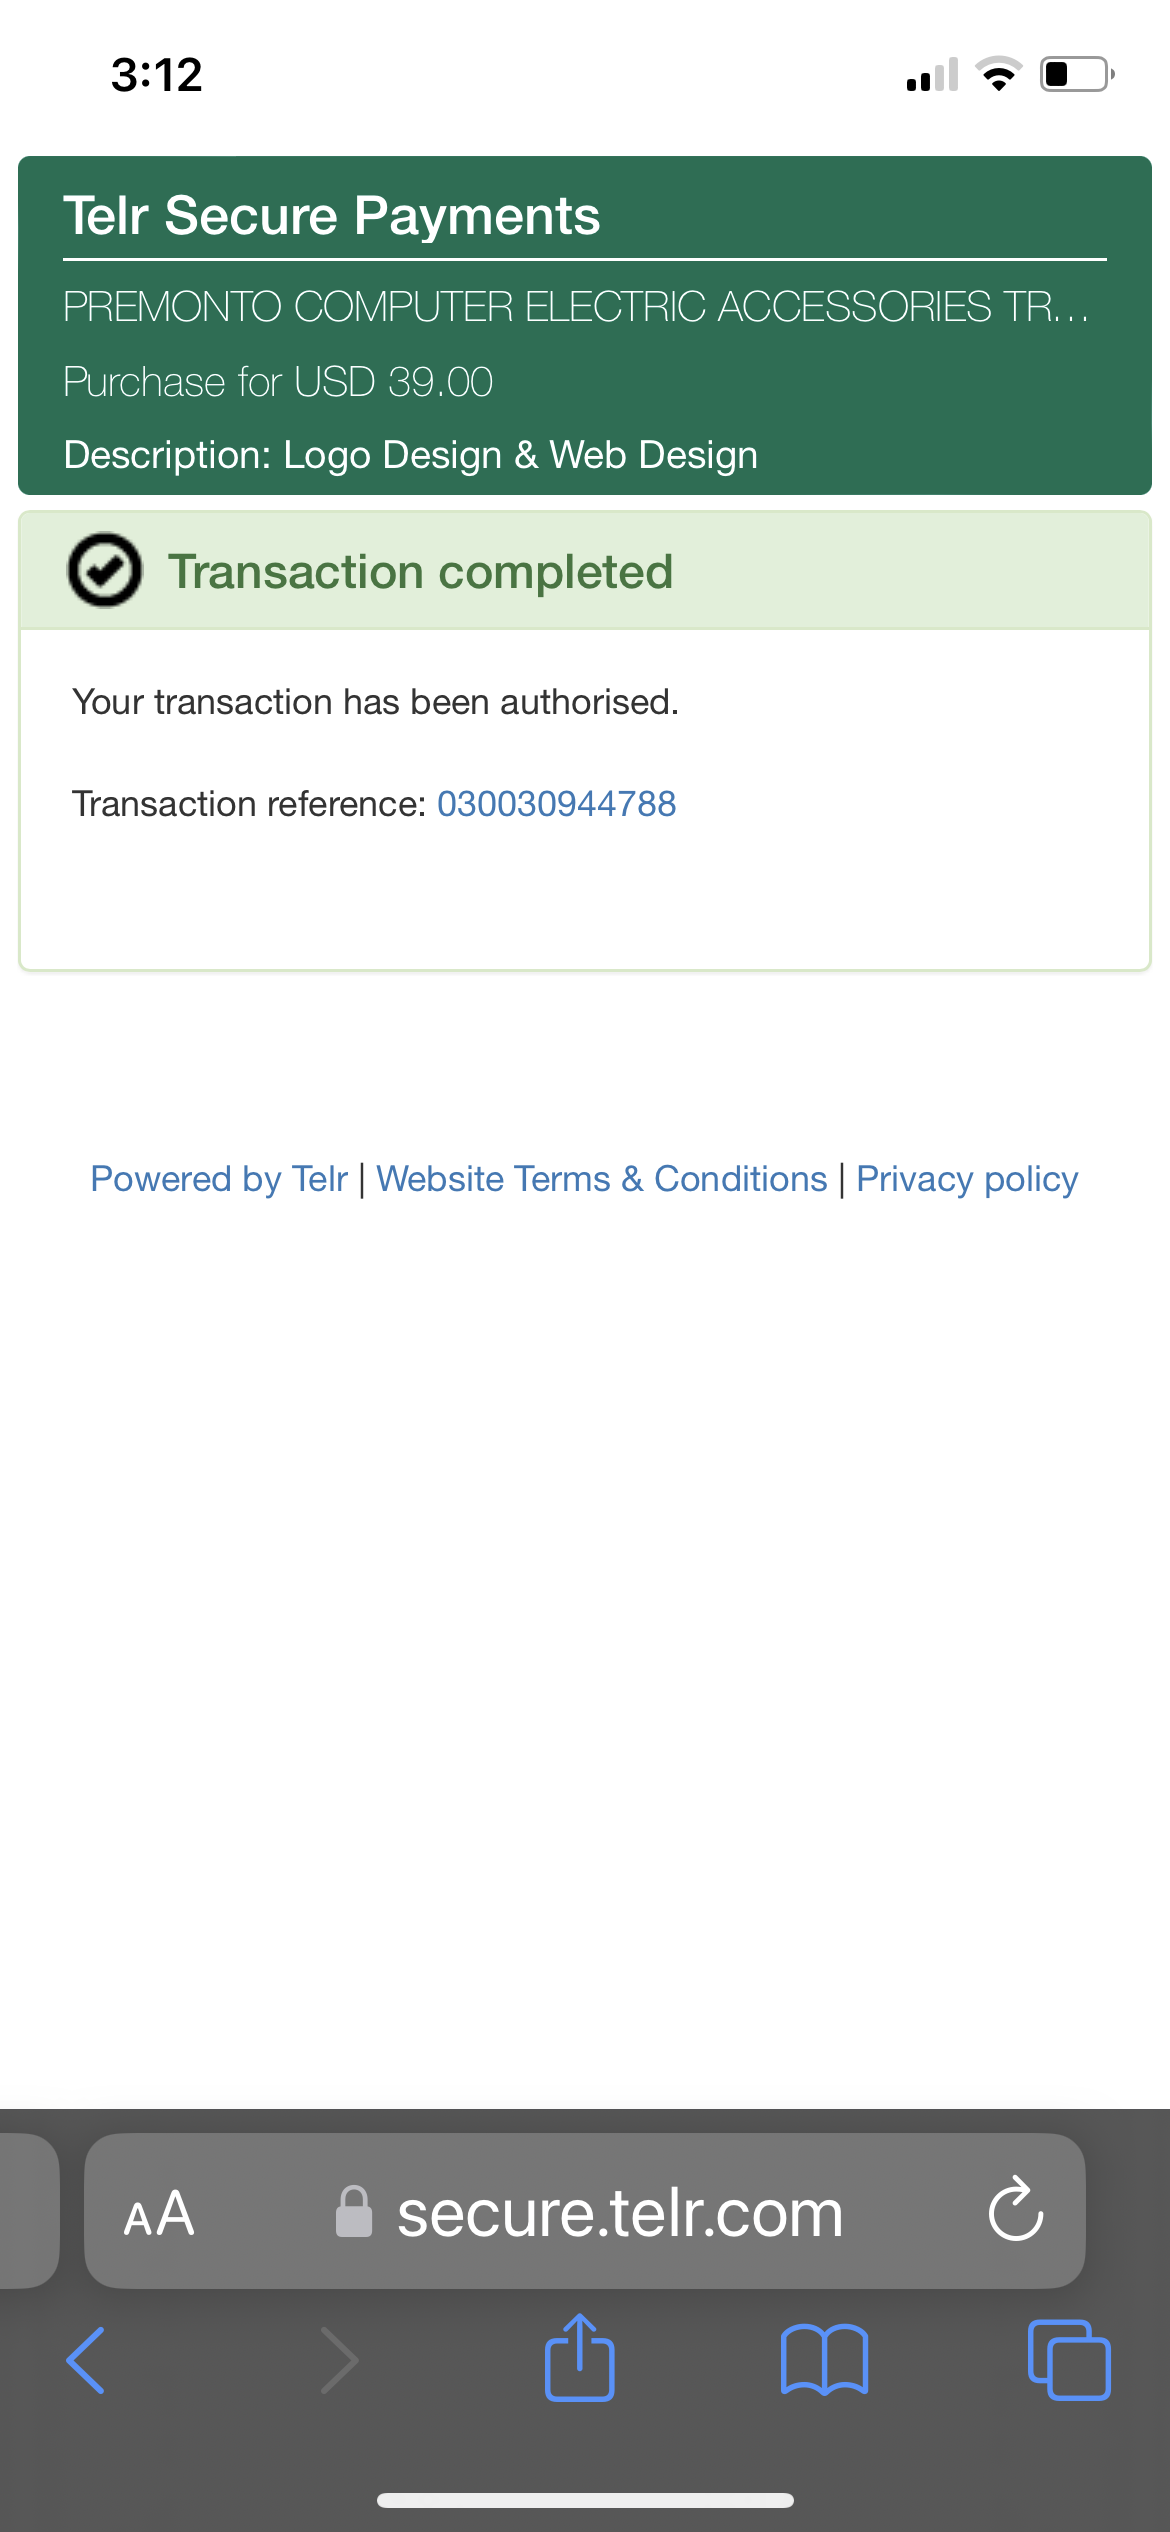 3:12
Telr Secure Payments
PREMONTO COMPUTER ELECTRIC ACCESSORIES TR...
Purchase for USD 39.00
Description: Logo Design & Web Design
Transaction completed
Your transaction has been authorised.
Transaction reference: 030030944788
Powered by Telr | Website Terms & Conditions | Privacy policy
AA secure.telr.com